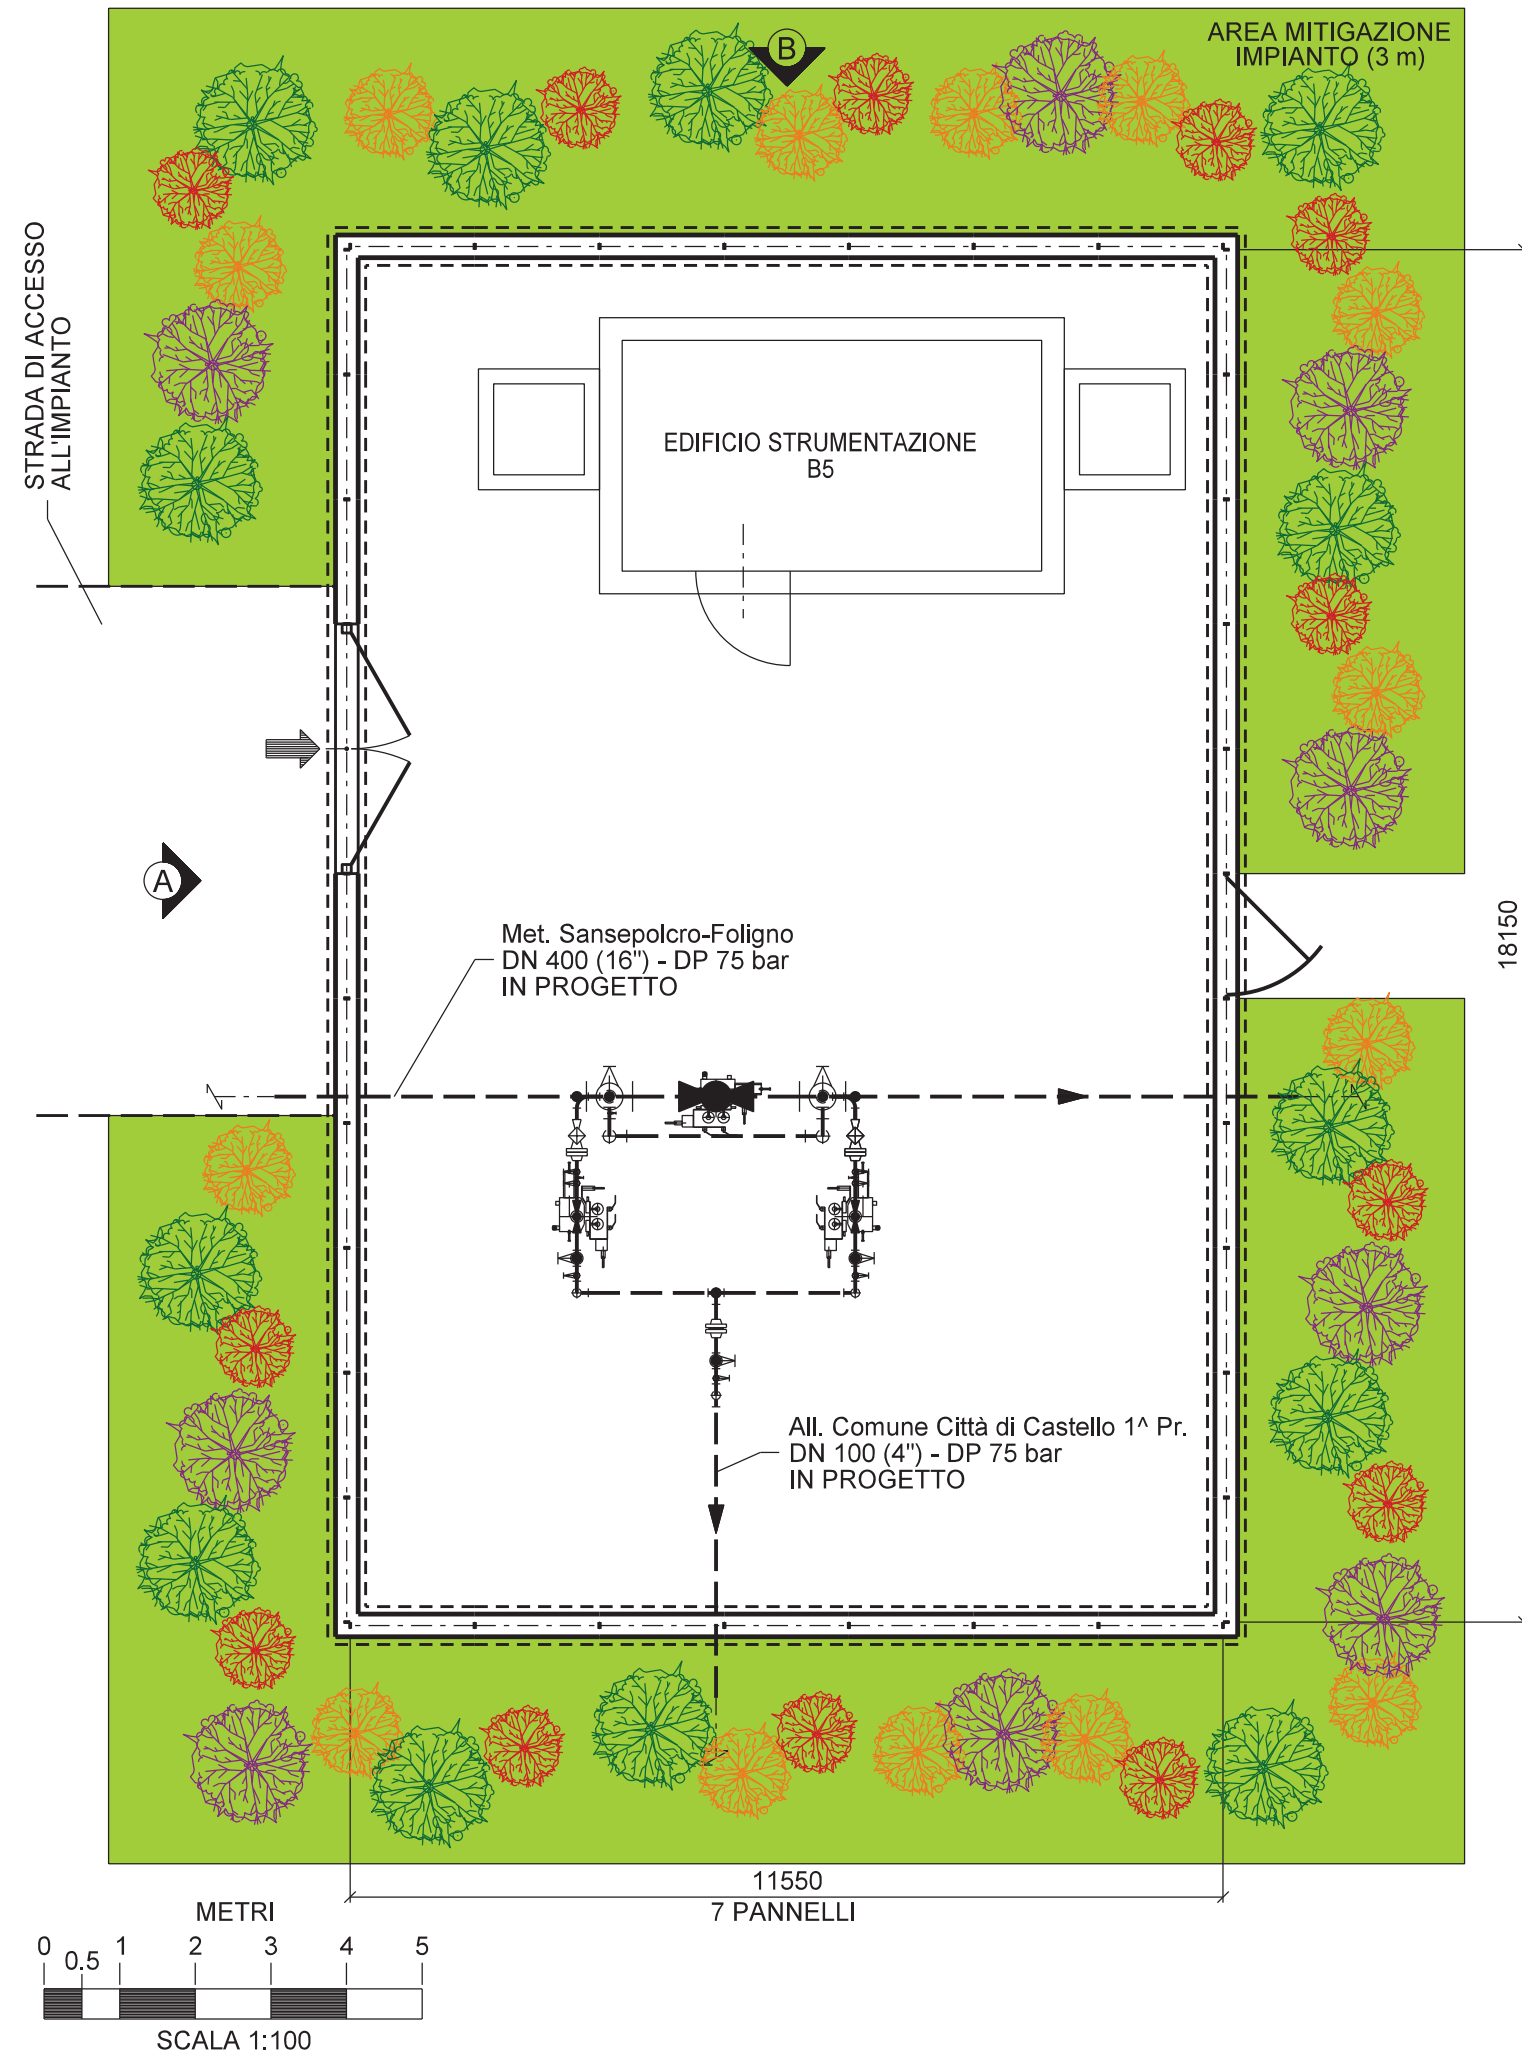 B
AREA MITIGAZIONE
IMPIANTO (3 m)
STRADA DI ACCESSO
ALL'IMPIANTO
EDIFICIO STRUMENTAZIONE
B5
A
Met. Sansepolcro-Foligno
DN 400 (16") - DP 75 bar
IN PROGETTO
18150
All. Comune Città di Castello 1^ Pr.
DN 100 (4") - DP 75 bar
IN PROGETTO
11550
7 PANNELLI
METRI
0 0.5 1 2 3 4 5
SCALA 1:100